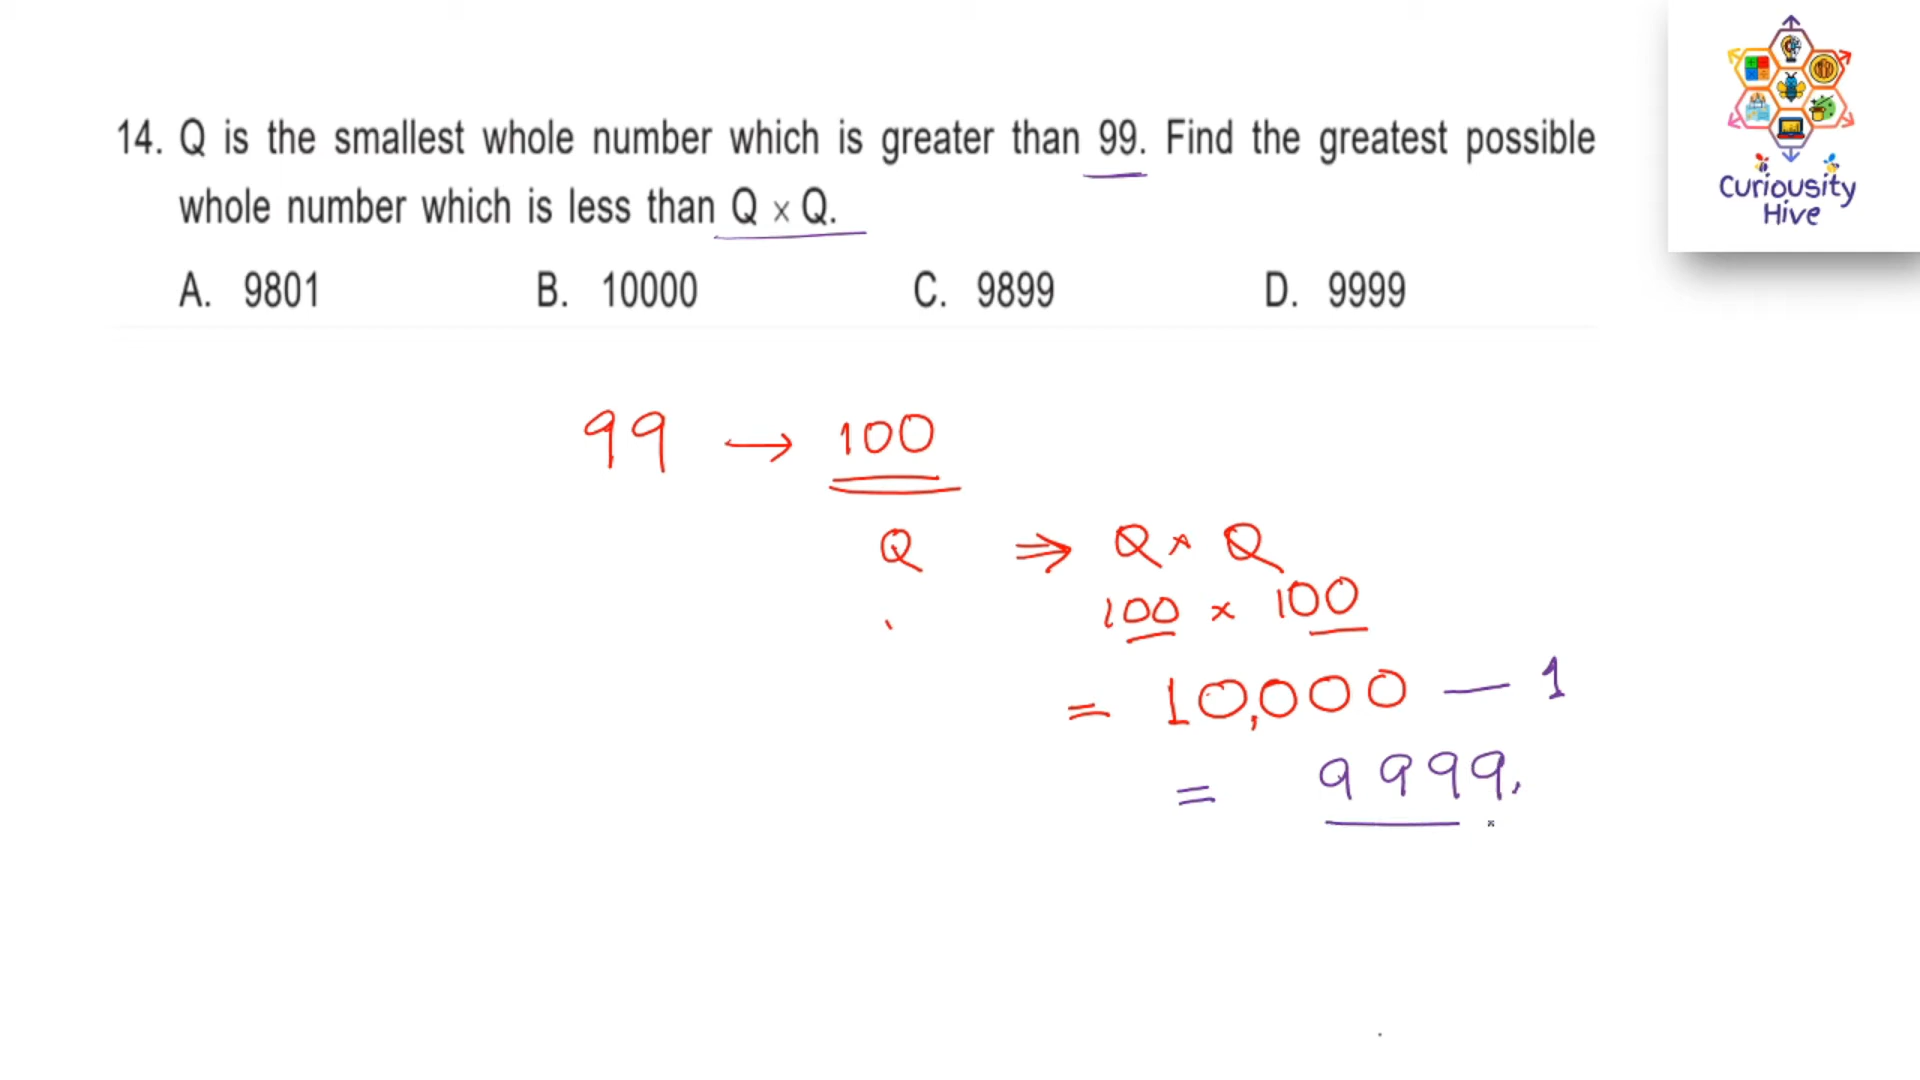 Curiousity
Hive
14. Q is the smallest whole number which is greater than 99. Find the greatest possible
whole number which is less than Q × Q.
A. 9801 B. 10000 C. 9899 D. 9999
99 → 100
Q ⇒ Q × Q
100 × 100
= 10,000 — 1
= 9999.